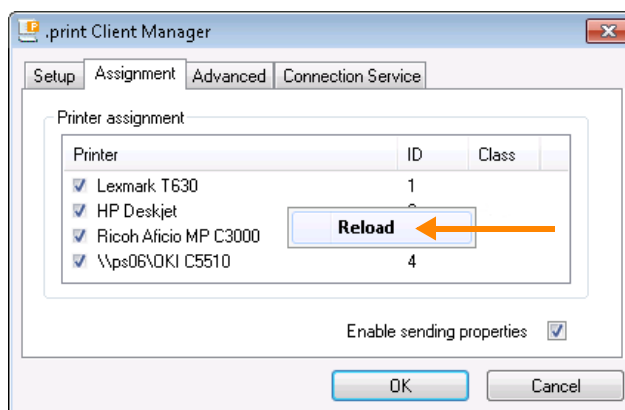 .print Client Manager
Setup Assignment Advanced Connection Service
Printer assignment
Printer ID Class
Lexmark T630 1
HP Deskjet
Reload
Ricoh Aficio MP C3000
\\ps06\OKI C5510 4
Enable sending properties
OK Cancel